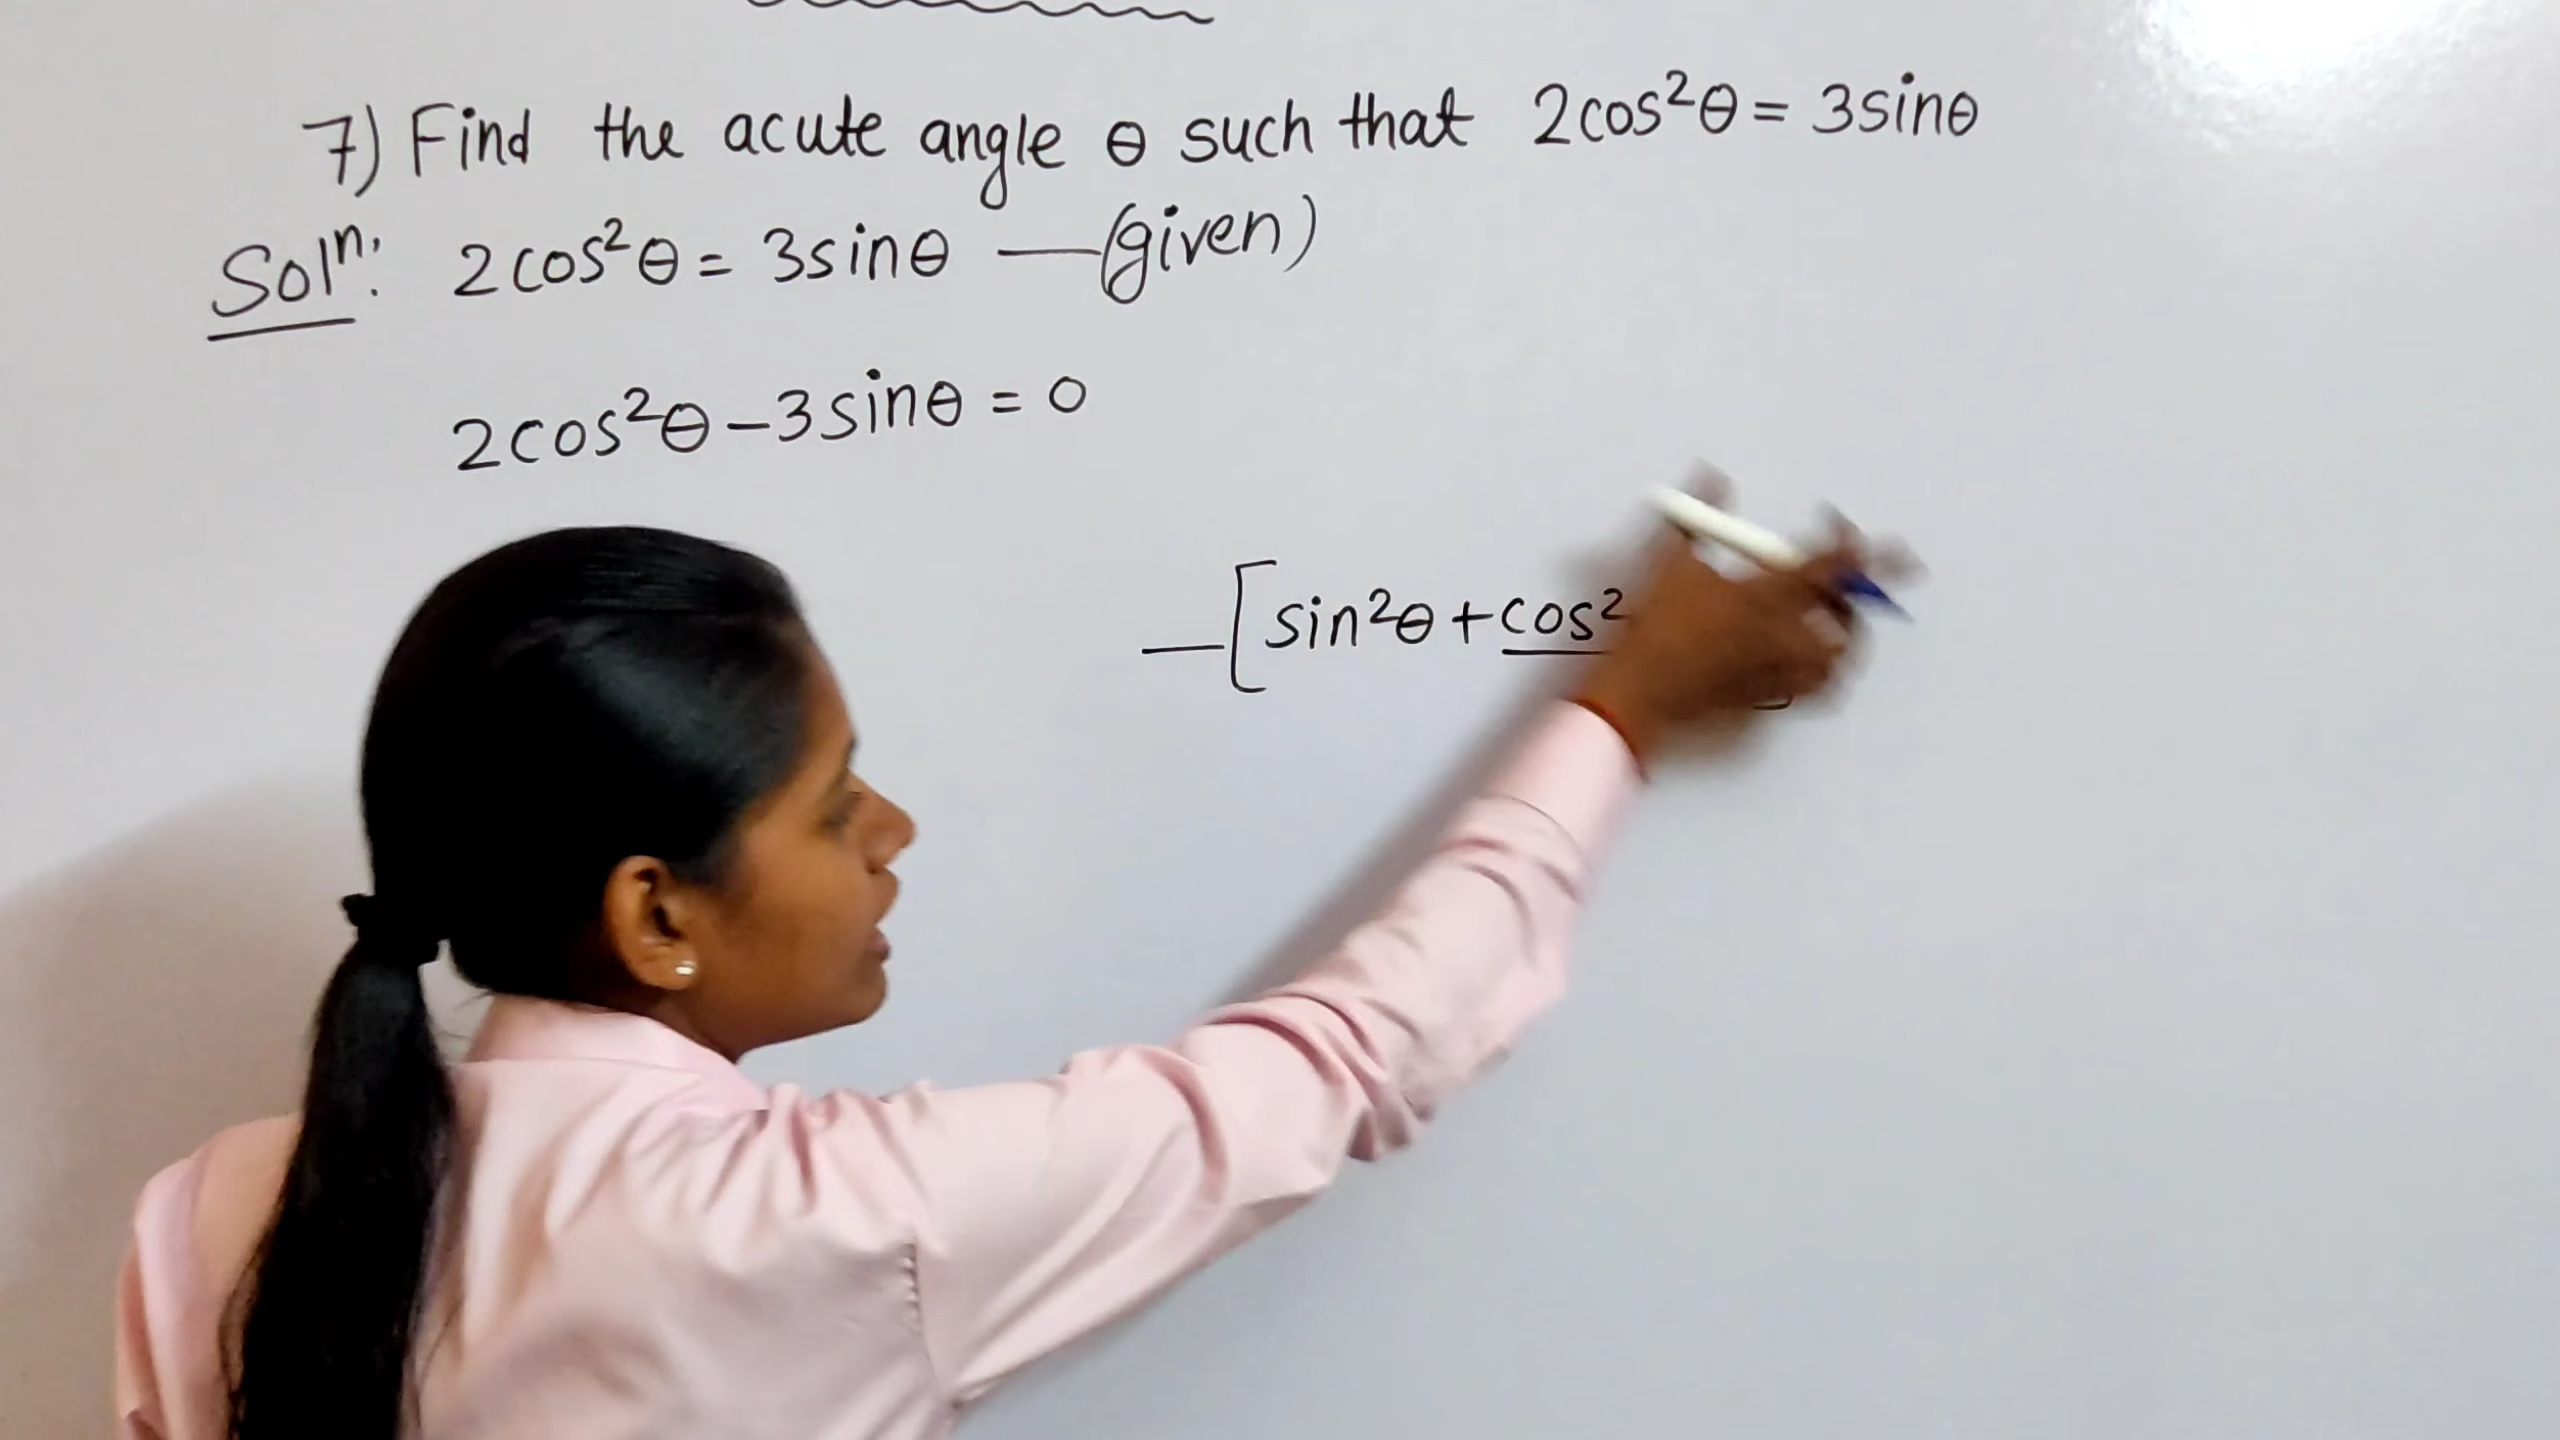 7) Find the acute angle θ such that 2cos²θ = 3sinθ
Solⁿ: 2cos²θ = 3sinθ —(given)
2cos²θ – 3sinθ = 0
—[sin²θ + cos²